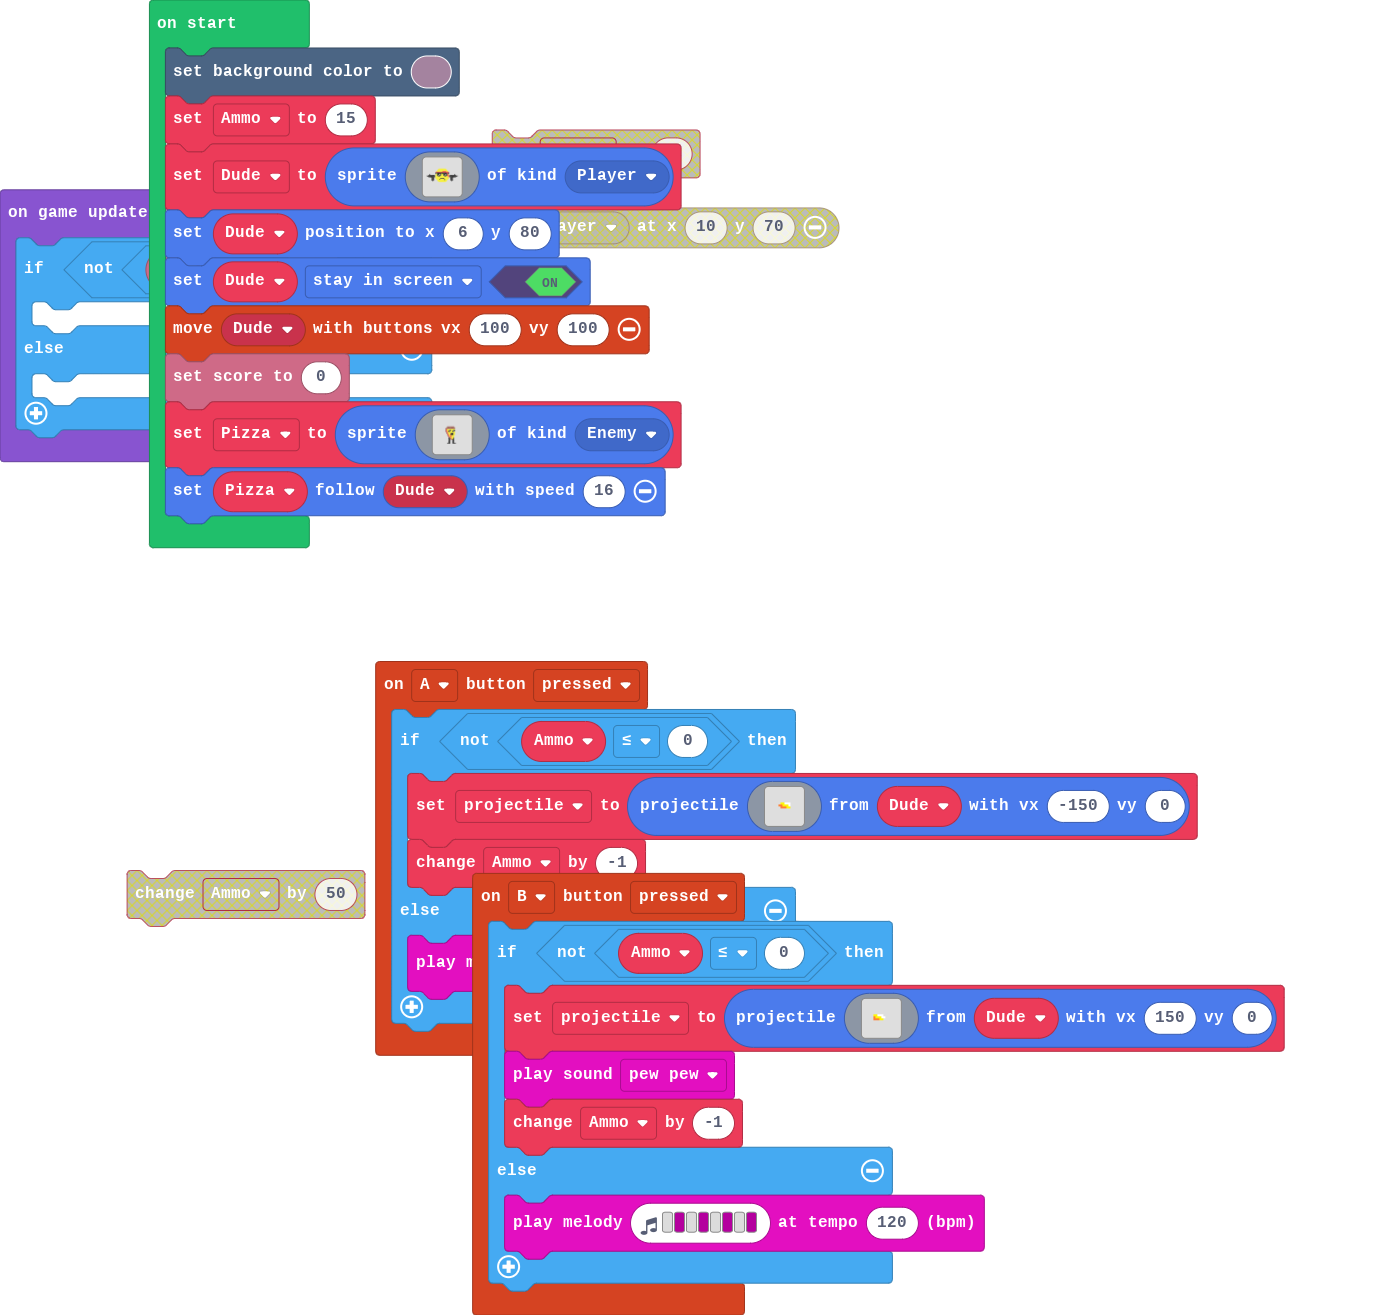 on start
set background color to
set Ammo to 15
set Dude to sprite of kind Player
on game update
set Dude position to x 6 y 80
ayer at x 10 y 70
if not
set Dude stay in screen ON
move Dude with buttons vx 100 vy 100
else
set score to 0
set Pizza to sprite of kind Enemy
set Pizza follow Dude with speed 16
on A button pressed
if not Ammo ≤ 0 then
set projectile to projectile from Dude with vx -150 vy 0
change Ammo by -1
change Ammo by 50
else
play m
on B button pressed
if not Ammo ≤ 0 then
set projectile to projectile from Dude with vx 150 vy 0
play sound pew pew
change Ammo by -1
else
play melody at tempo 120 (bpm)